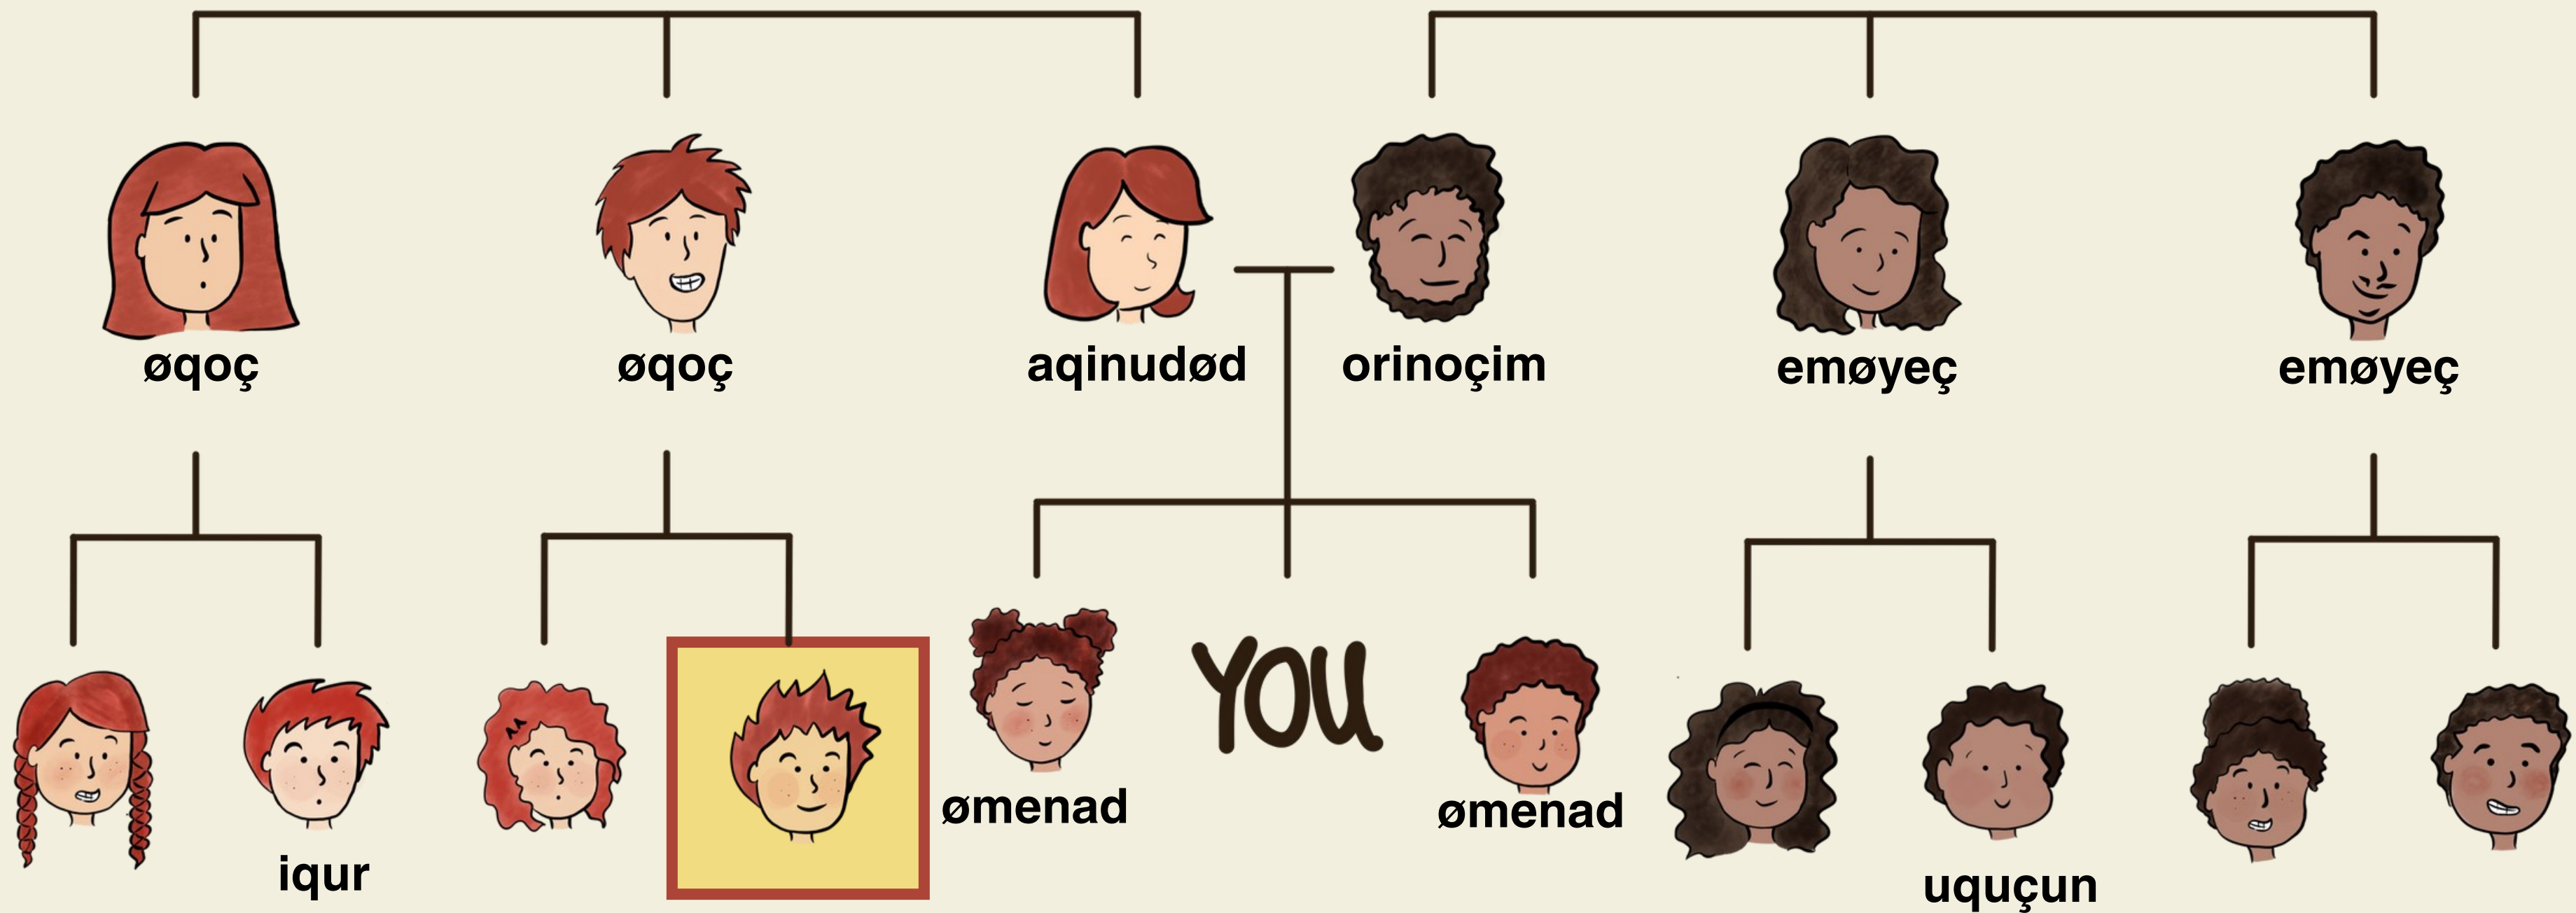 øqoç
øqoç
aqinudød
orinoçim
emøyeç
emøyeç
iqur
ømenad
YOU
ømenad
uquçun